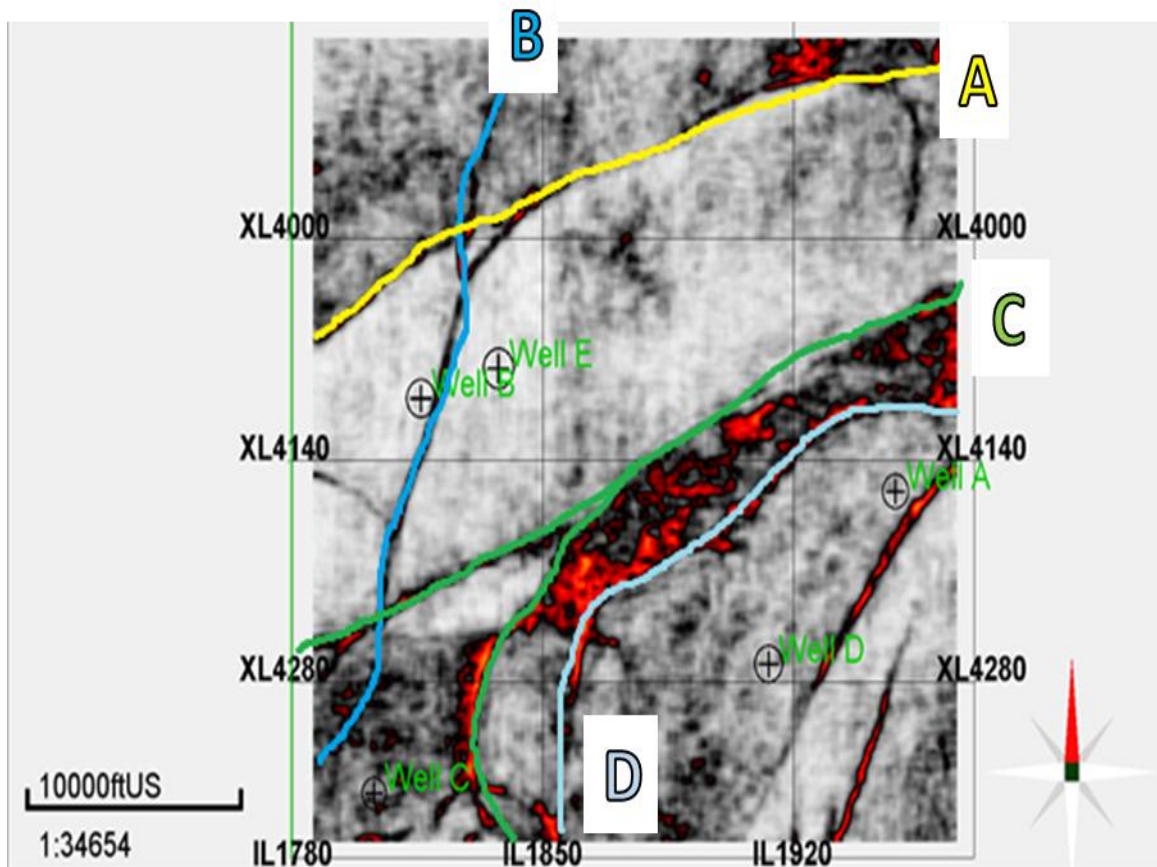 B
A
XL4000 XL4000
C
Well E
Well B
XL4140 XL4140
Well A
Well D
XL4280 XL4280
D
Well C
10000ftUS
1:34654
IL1780 IL1850 IL1920